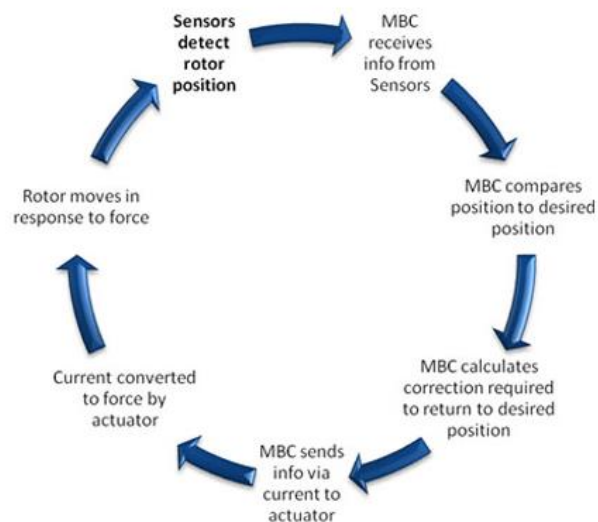 Sensors
detect
rotor
position
MBC
receives
info from
Sensors
MBC compares
position to desired
position
MBC calculates
correction required
to return to desired
position
MBC sends
info via
current to
actuator
Current converted
to force by
actuator
Rotor moves in
response to force